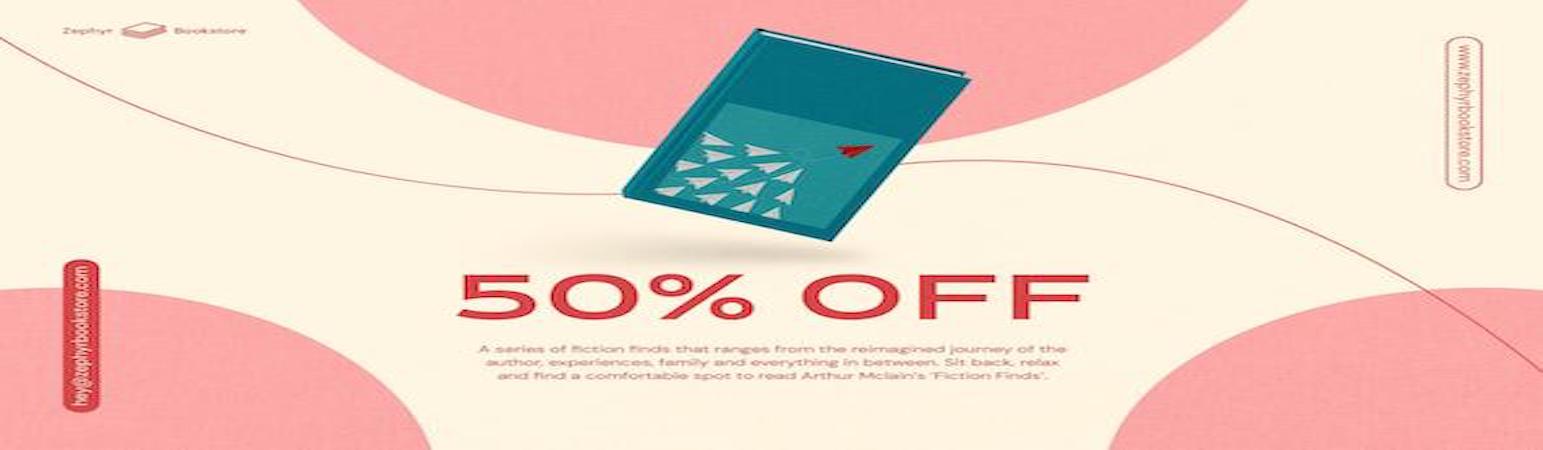 Zephyr Bookstore
www.zephyrbookstore.com
hey@zephyrbookstore.com
50% OFF
A series of fiction finds that ranges from the reimagined journey of the
author, experiences, family and everything in between. Sit back, relax
and find a comfortable spot to read Arthur Mclain's 'Fiction Finds'.